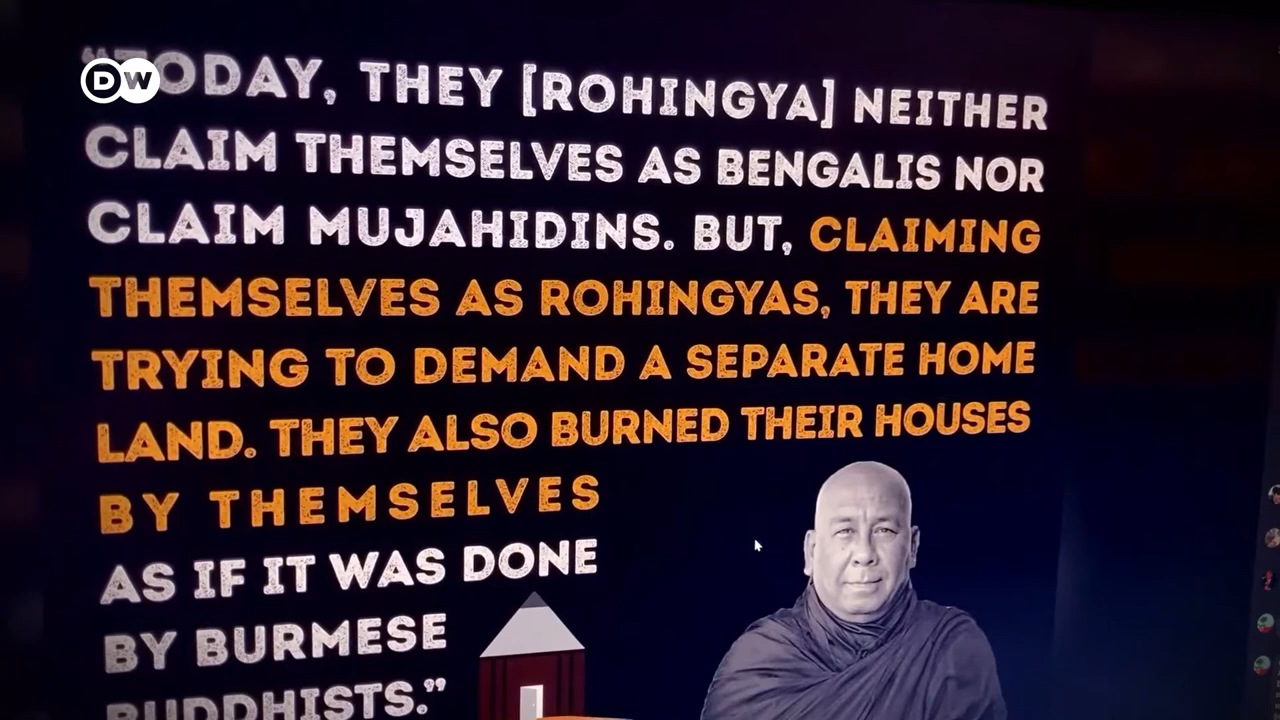 DW
“TODAY, THEY [ROHINGYA] NEITHER
CLAIM THEMSELVES AS BENGALIS NOR
CLAIM MUJAHIDINS. BUT, CLAIMING
THEMSELVES AS ROHINGYAS, THEY ARE
TRYING TO DEMAND A SEPARATE HOME
LAND. THEY ALSO BURNED THEIR HOUSES
BY THEMSELVES
AS IF IT WAS DONE
BY BURMESE
BUDDHISTS.”